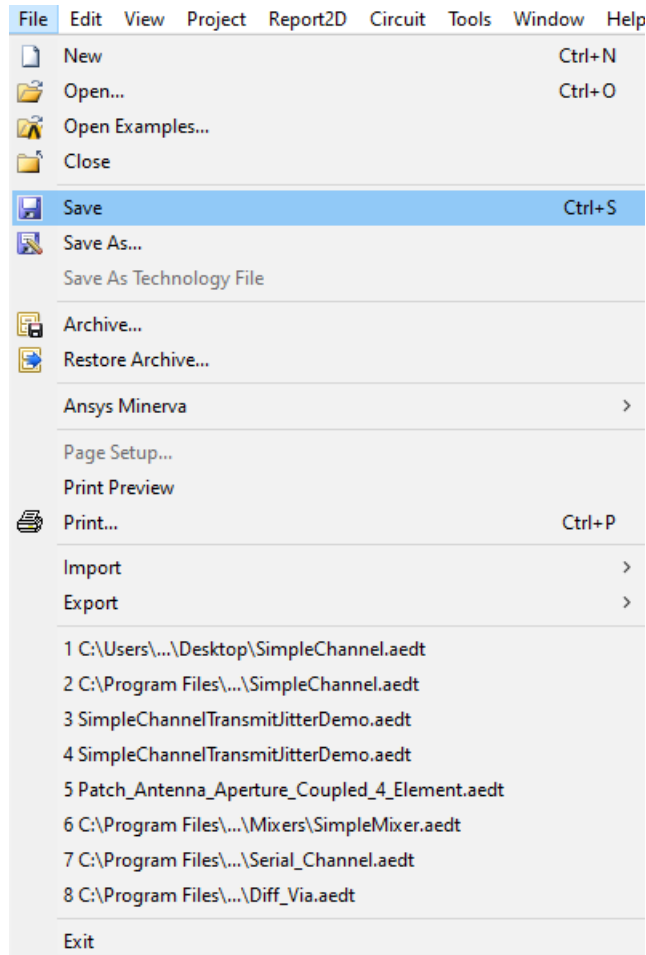 File Edit View Project Report2D Circuit Tools Window Help
New Ctrl+N
Open... Ctrl+O
Open Examples...
Close
Save Ctrl+S
Save As...
Save As Technology File
Archive...
Restore Archive...
Ansys Minerva >
Page Setup...
Print Preview
Print... Ctrl+P
Import >
Export >
1 C:\Users\...\Desktop\SimpleChannel.aedt
2 C:\Program Files\...\SimpleChannel.aedt
3 SimpleChannelTransmitJitterDemo.aedt
4 SimpleChannelTransmitJitterDemo.aedt
5 Patch_Antenna_Aperture_Coupled_4_Element.aedt
6 C:\Program Files\...\Mixers\SimpleMixer.aedt
7 C:\Program Files\...\Serial_Channel.aedt
8 C:\Program Files\...\Diff_Via.aedt
Exit